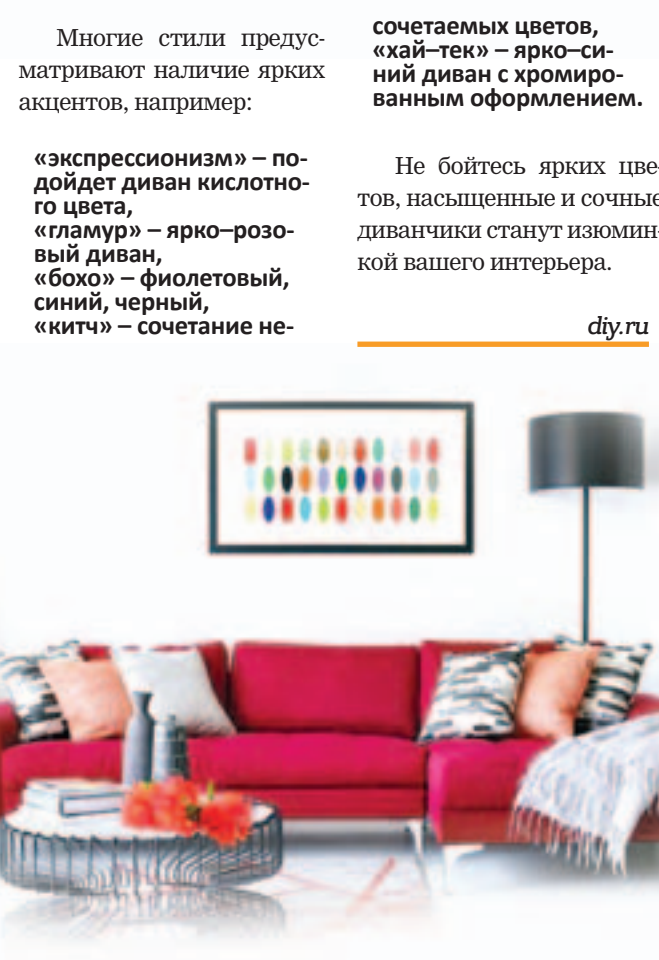 Многие стили предус-
матривают наличие ярких
акцентов, например:
«экспрессионизм» – по-
дойдет диван кислотно-
го цвета,
«гламур» – ярко–розо-
вый диван,
«бохо» – фиолетовый,
синий, черный,
«китч» – сочетание не-
сочетаемых цветов,
«хай–тек» – ярко–си-
ний диван с хромиро-
ванным оформлением.
Не бойтесь ярких цве-
тов, насыщенные и сочные
диванчики станут изюмин-
кой вашего интерьера.
diy.ru